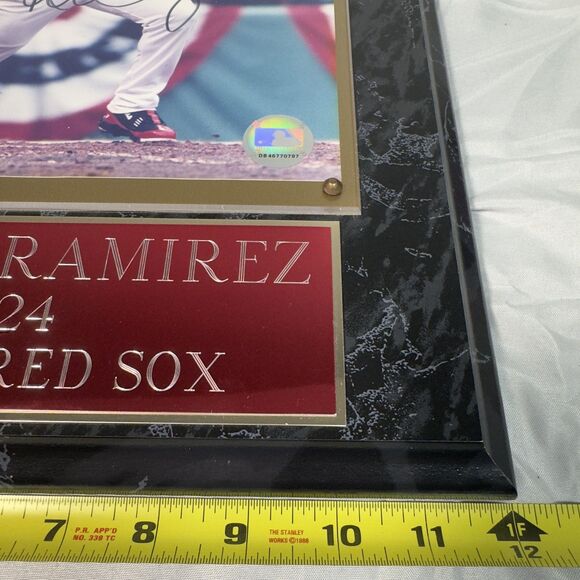 DB46770787
RAMIREZ
24
RED SOX
7 P.R. APP'D NO. 339 TC 8 9 THE STANLEY WORKS ©1988 10 11 1F 12